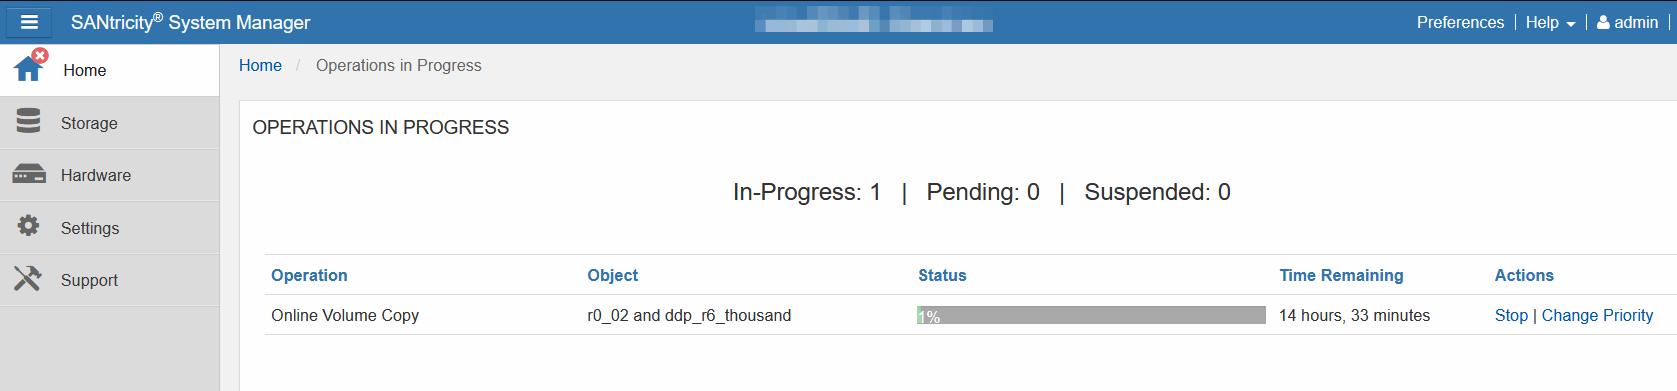 SANtricity® System Manager
Preferences | Help | admin |
Home
Storage
Hardware
Settings
Support
Home / Operations in Progress
OPERATIONS IN PROGRESS
In-Progress: 1 | Pending: 0 | Suspended: 0
Operation Object Status Time Remaining Actions
Online Volume Copy r0_02 and ddp_r6_thousand 1% 14 hours, 33 minutes Stop | Change Priority